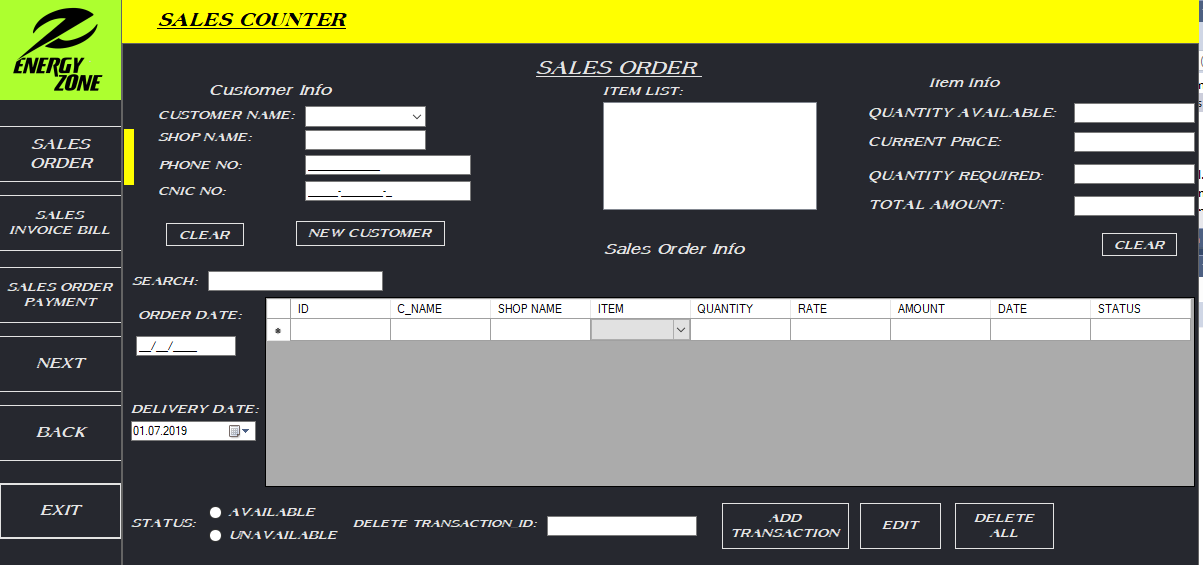 ENERGY
ZONE
SALES COUNTER
SALES
ORDER
SALES
INVOICE BILL
SALES ORDER
PAYMENT
NEXT
BACK
EXIT
SALES ORDER
Customer Info
CUSTOMER NAME:
SHOP NAME:
PHONE NO:
CNIC NO:
CLEAR
NEW CUSTOMER
ITEM LIST:
Item Info
QUANTITY AVAILABLE:
CURRENT PRICE:
QUANTITY REQUIRED:
TOTAL AMOUNT:
CLEAR
Sales Order Info
SEARCH:
ORDER DATE:
__/__/____
DELIVERY DATE:
01.07.2019
ID C_NAME SHOP NAME ITEM QUANTITY RATE AMOUNT DATE STATUS
STATUS:
AVAILABLE
UNAVAILABLE
DELETE TRANSACTION_ID:
ADD
TRANSACTION
EDIT
DELETE
ALL